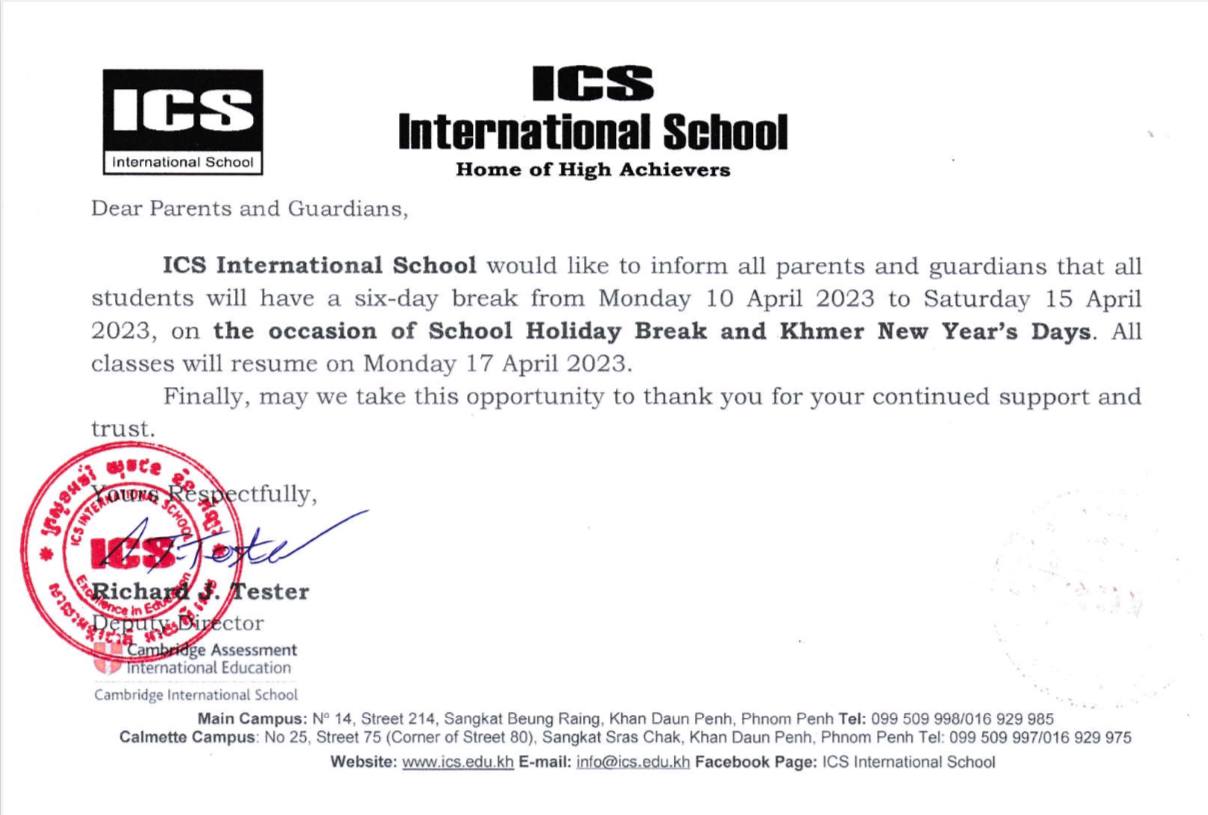 ICS
International School
ICS
International School
Home of High Achievers
Dear Parents and Guardians,
ICS International School would like to inform all parents and guardians that all
students will have a six-day break from Monday 10 April 2023 to Saturday 15 April
2023, on the occasion of School Holiday Break and Khmer New Year's Days. All
classes will resume on Monday 17 April 2023.
Finally, may we take this opportunity to thank you for your continued support and
trust.
Yours Respectfully,
ICS INTERNATIONAL SCHOOL
ICS
Excellence in Education
Richard J. Tester
Deputy Director
Cambridge Assessment
International Education
Cambridge International School
Main Campus: Nº 14, Street 214, Sangkat Beung Raing, Khan Daun Penh, Phnom Penh Tel: 099 509 998/016 929 985
Calmette Campus: No 25, Street 75 (Corner of Street 80), Sangkat Sras Chak, Khan Daun Penh, Phnom Penh Tel: 099 509 997/016 929 975
Website: www.ics.edu.kh E-mail: info@ics.edu.kh Facebook Page: ICS International School